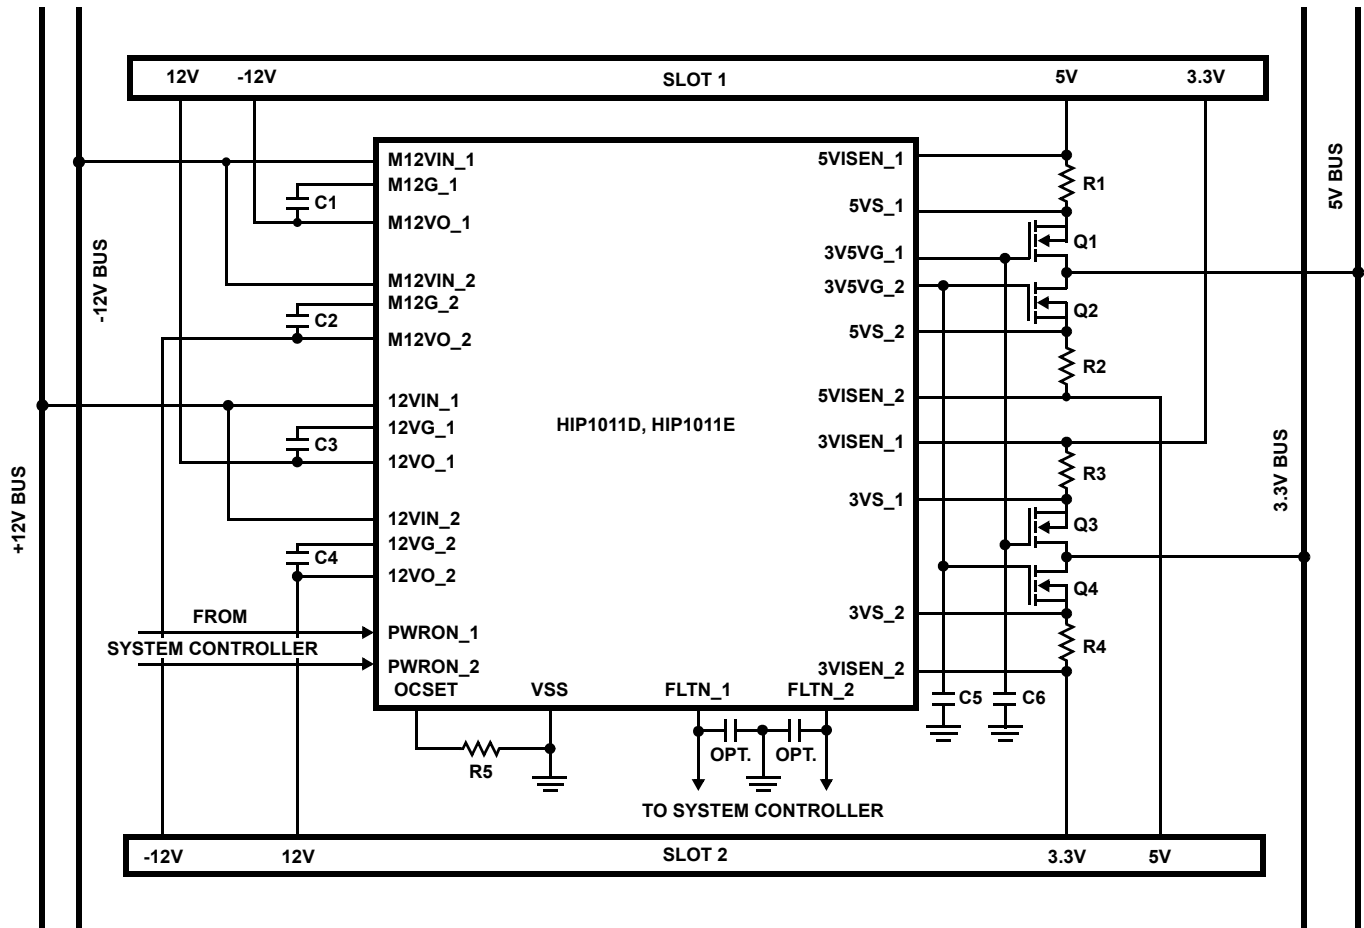 12V -12V SLOT 1 5V 3.3V
M12VIN_1
M12G_1
M12VO_1
M12VIN_2
M12G_2
M12VO_2
12VIN_1
12VG_1
12VO_1
12VIN_2
12VG_2
12VO_2
PWRON_1
PWRON_2
OCSET VSS FLTN_1 FLTN_2
5VISEN_1
5VS_1
3V5VG_1
3V5VG_2
5VS_2
5VISEN_2
3VISEN_1
3VS_1
3VS_2
3VISEN_2
HIP1011D, HIP1011E
C1
C2
C3
C4
R1
Q1
Q2
R2
R3
Q3
Q4
R4
C5 C6
+12V BUS
-12V BUS
5V BUS
3.3V BUS
FROM
SYSTEM CONTROLLER
R5
OPT. OPT.
TO SYSTEM CONTROLLER
-12V 12V SLOT 2 3.3V 5V